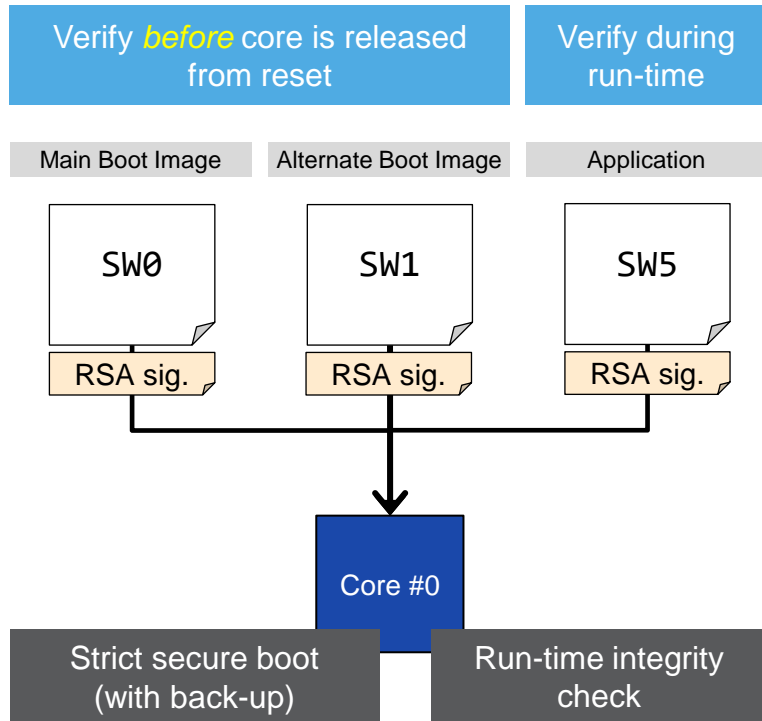 Verify before core is released
from reset
Verify during
run-time
Main Boot Image
Alternate Boot Image
Application
SW0
SW1
SW5
RSA sig.
RSA sig.
RSA sig.
Core #0
Strict secure boot
(with back-up)
Run-time integrity
check